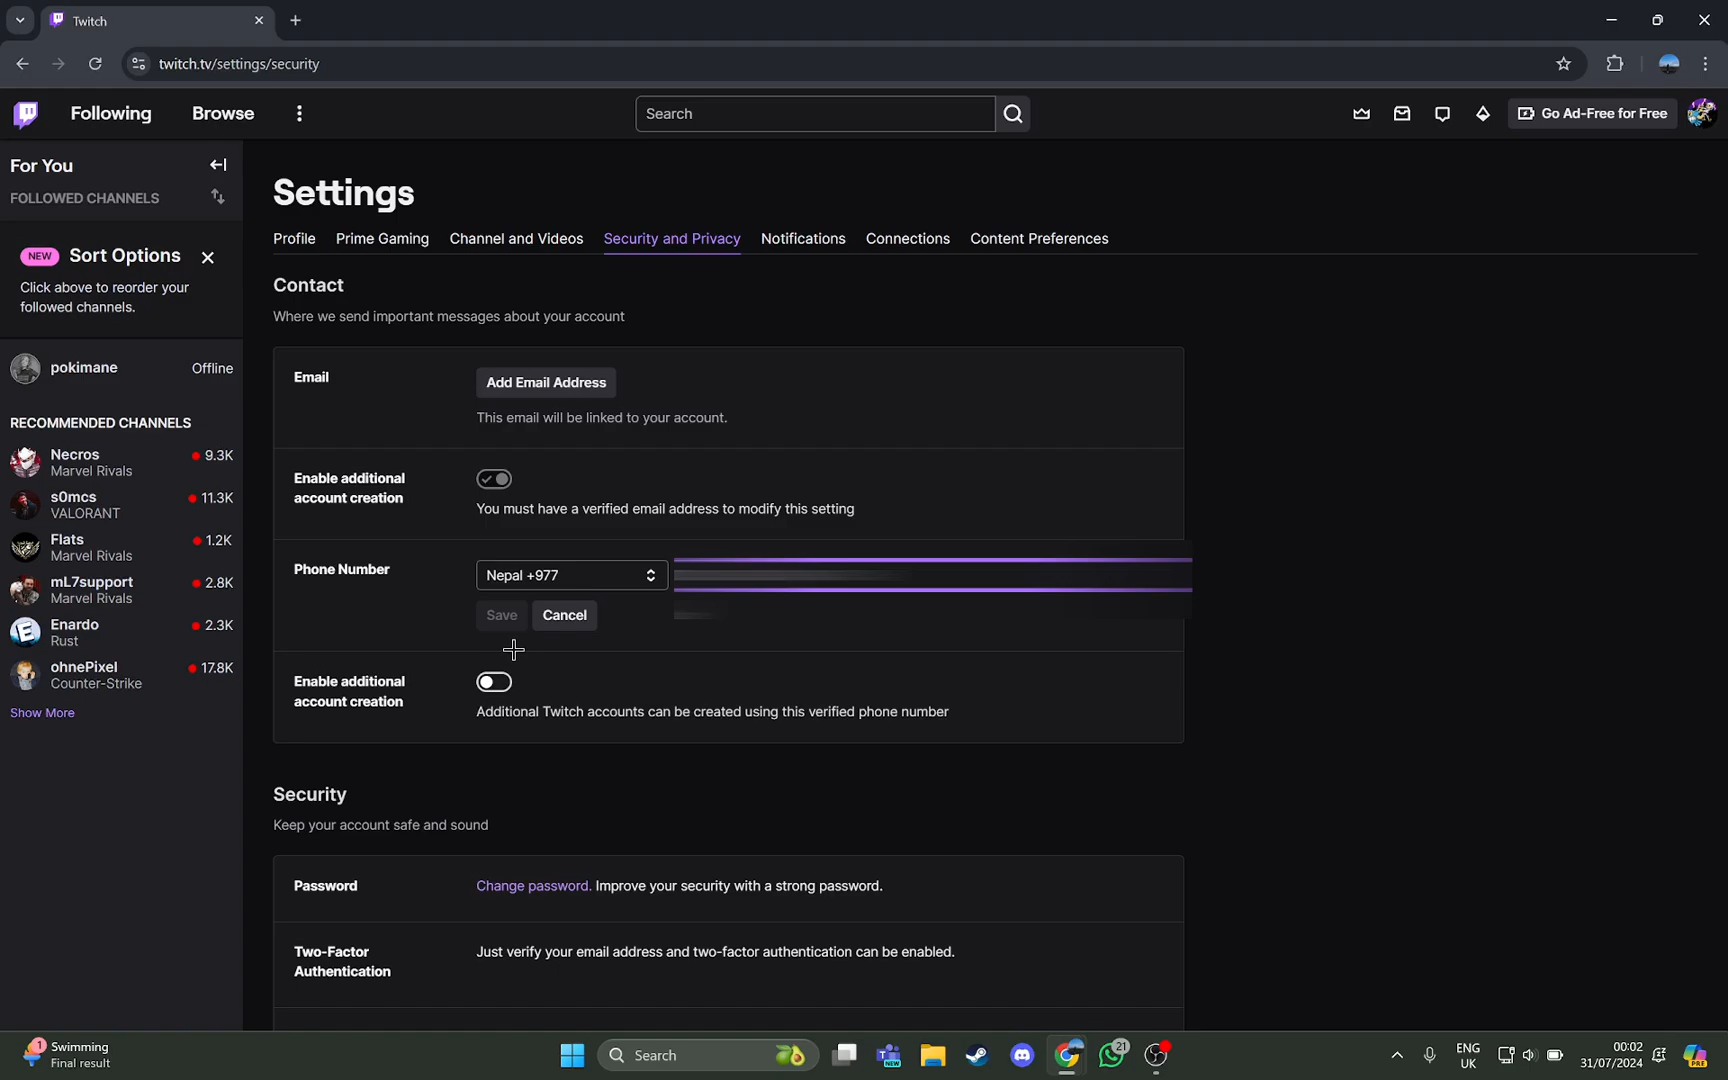 Twitch
twitch.tv/settings/security
Following Browse
Search
Go Ad-Free for Free
For You
FOLLOWED CHANNELS
NEW Sort Options
Click above to reorder your
followed channels.
pokimane Offline
RECOMMENDED CHANNELS
Necros 9.3K
Marvel Rivals
s0mcs 11.3K
VALORANT
Flats 1.2K
Marvel Rivals
mL7support 2.8K
Marvel Rivals
Enardo 2.3K
Rust
ohnePixel 17.8K
Counter-Strike
Show More
Settings
Profile Prime Gaming Channel and Videos Security and Privacy Notifications Connections Content Preferences
Contact
Where we send important messages about your account
Email
Add Email Address
This email will be linked to your account.
Enable additional
account creation
You must have a verified email address to modify this setting
Phone Number
Nepal +977
Save Cancel
Enable additional
account creation
Additional Twitch accounts can be created using this verified phone number
Security
Keep your account safe and sound
Password
Change password. Improve your security with a strong password.
Two-Factor
Authentication
Just verify your email address and two-factor authentication can be enabled.
1
Swimming
Final result
Search
NEW
21
ENG
UK
00:02
31/07/2024
PRE